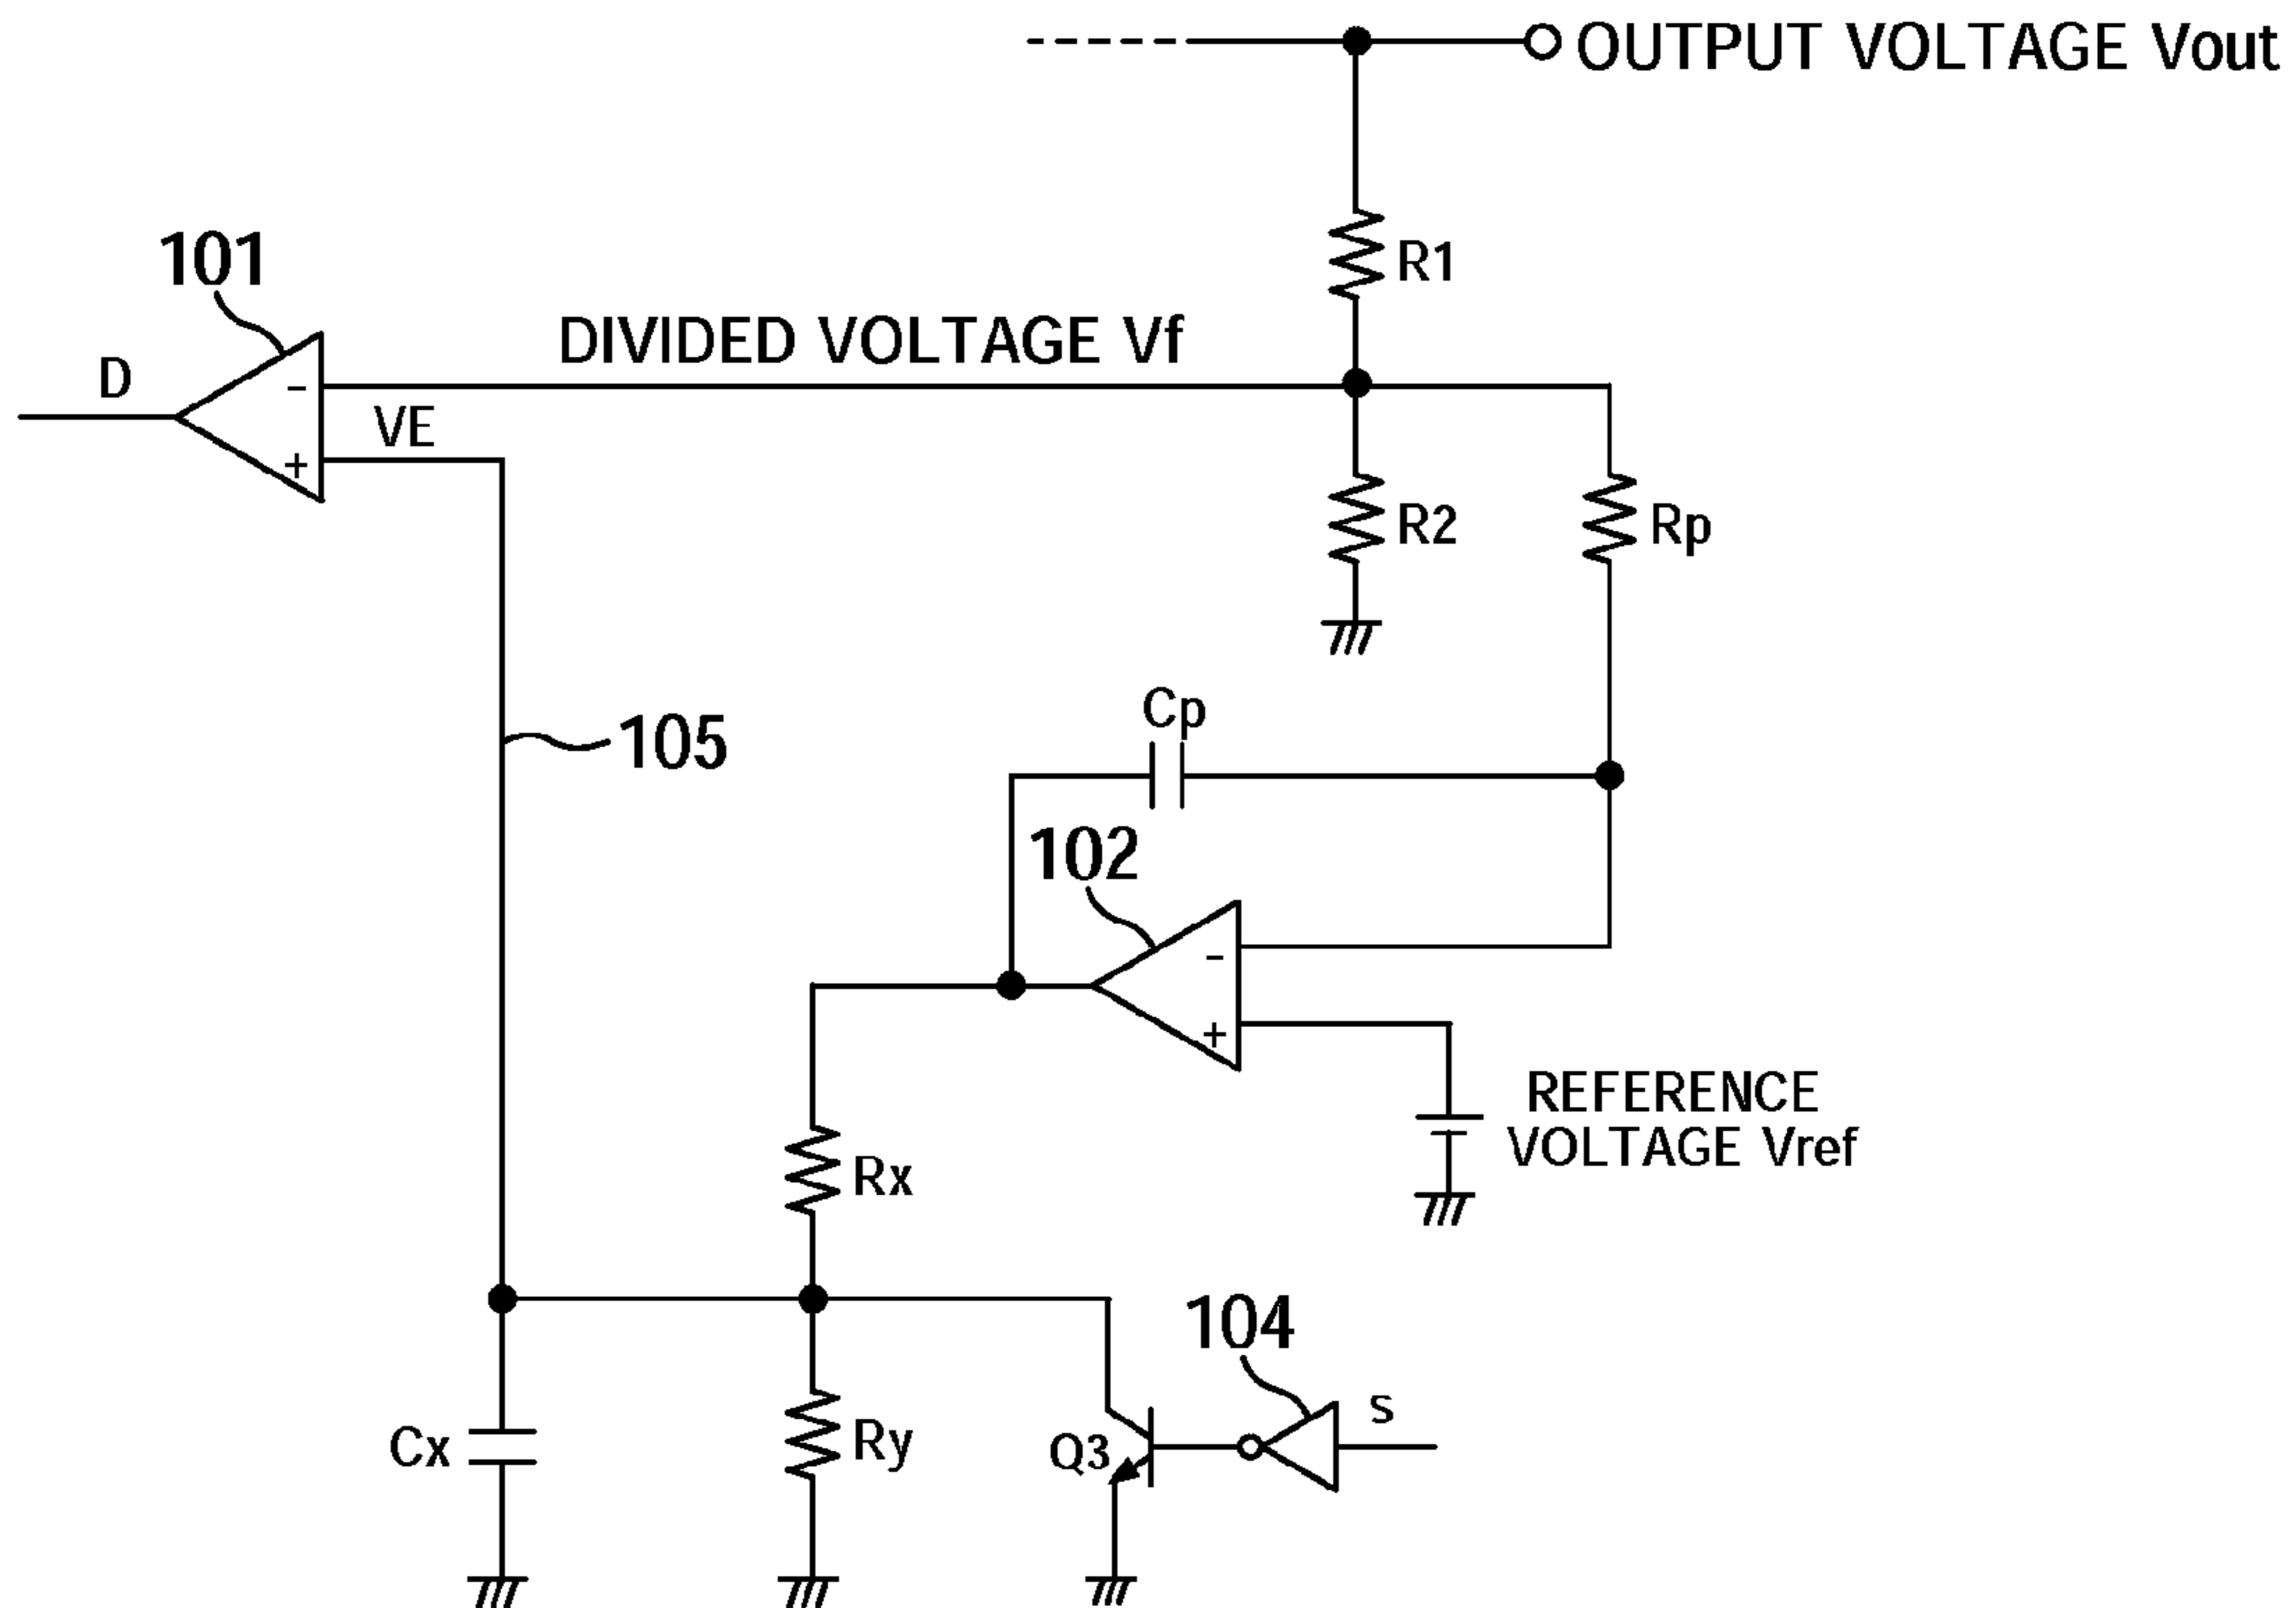 OUTPUT VOLTAGE Vout
R1
101
DIVIDED VOLTAGE Vf
D
-
VE
+
R2
Rp
Cp
105
102
-
+
REFERENCE
VOLTAGE Vref
Rx
104
S
Cx
Ry
Q3